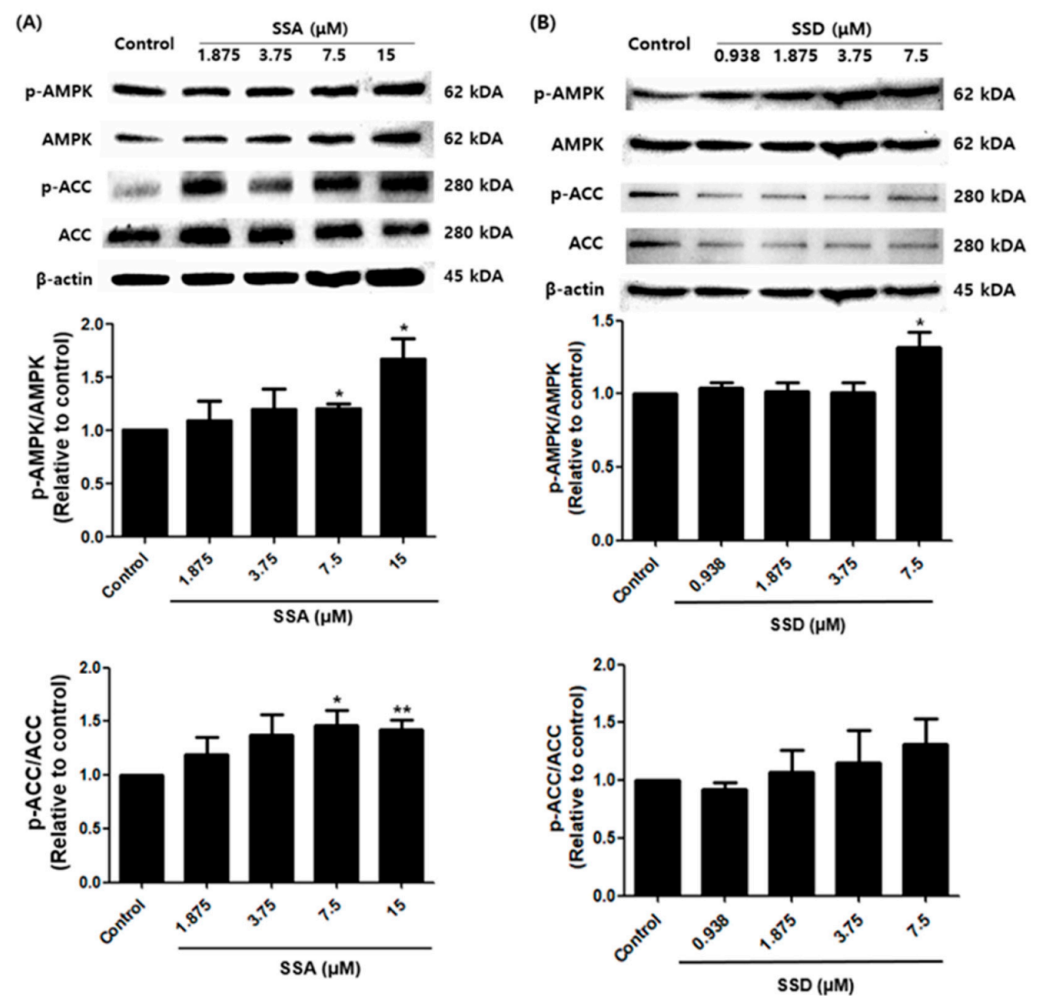 (A)
SSA (μM)
Control 1.875 3.75 7.5 15
p-AMPK 62 kDA
AMPK 62 kDA
p-ACC 280 kDA
ACC 280 kDA
β-actin 45 kDA
p-AMPK/AMPK
(Relative to control)
2.0
1.5
1.0
0.5
0.0
*
*
Control 1.875 3.75 7.5 15
SSA (μM)
p-ACC/ACC
(Relative to control)
2.0
1.5
1.0
0.5
0.0
*
**
Control 1.875 3.75 7.5 15
SSA (μM)
(B)
SSD (μM)
Control 0.938 1.875 3.75 7.5
p-AMPK 62 kDA
AMPK 62 kDA
p-ACC 280 kDA
ACC 280 kDA
β-actin 45 kDA
p-AMPK/AMPK
(Relative to control)
1.5
1.0
0.5
0.0
*
Control 0.938 1.875 3.75 7.5
SSD (μM)
p-ACC/ACC
(Relative to control)
2.0
1.5
1.0
0.5
0.0
Control 0.938 1.875 3.75 7.5
SSD (μM)